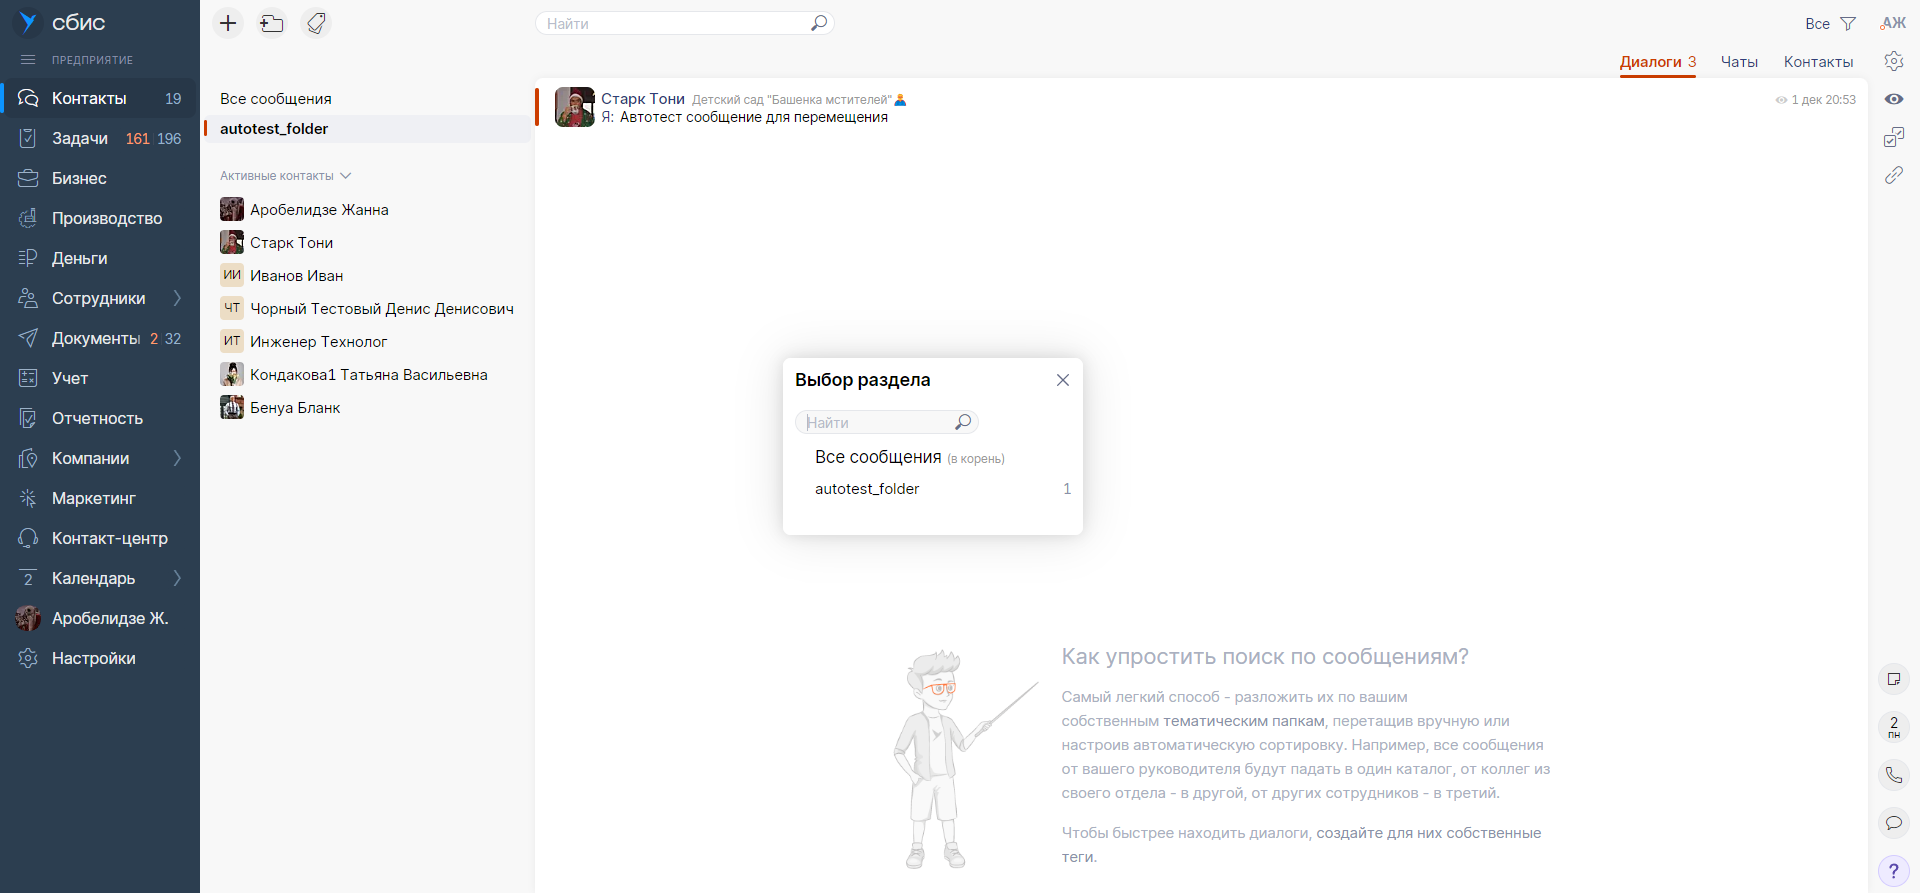 сбис
ПРЕДПРИЯТИЕ
Контакты 19
Задачи 161 196
Бизнес
Производство
Деньги
Сотрудники
Документы 2 32
Учет
Отчетность
Компании
Маркетинг
Контакт-центр
2 Календарь
Аробелидзе Ж.
Настройки
Все сообщения
autotest_folder
Активные контакты
Аробелидзе Жанна
Старк Тони
ИИ Иванов Иван
ЧТ Чорный Тестовый Денис Денисович
ИТ Инженер Технолог
Кондакова1 Татьяна Васильевна
Бенуа Бланк
Найти
Все
АЖ
Диалоги 3 Чаты Контакты
Старк Тони Детский сад "Башенка мстителей" 1 дек 20:53
Я: Автотест сообщение для перемещения
Выбор раздела
Найти
Все сообщения (в корень)
autotest_folder 1
Как упростить поиск по сообщениям?
Самый легкий способ - разложить их по вашим
собственным тематическим папкам, перетащив вручную или
настроив автоматическую сортировку. Например, все сообщения
от вашего руководителя будут падать в один каталог, от коллег из
своего отдела - в другой, от других сотрудников - в третий.
Чтобы быстрее находить диалоги, создайте для них собственные
теги.
2
пн
?